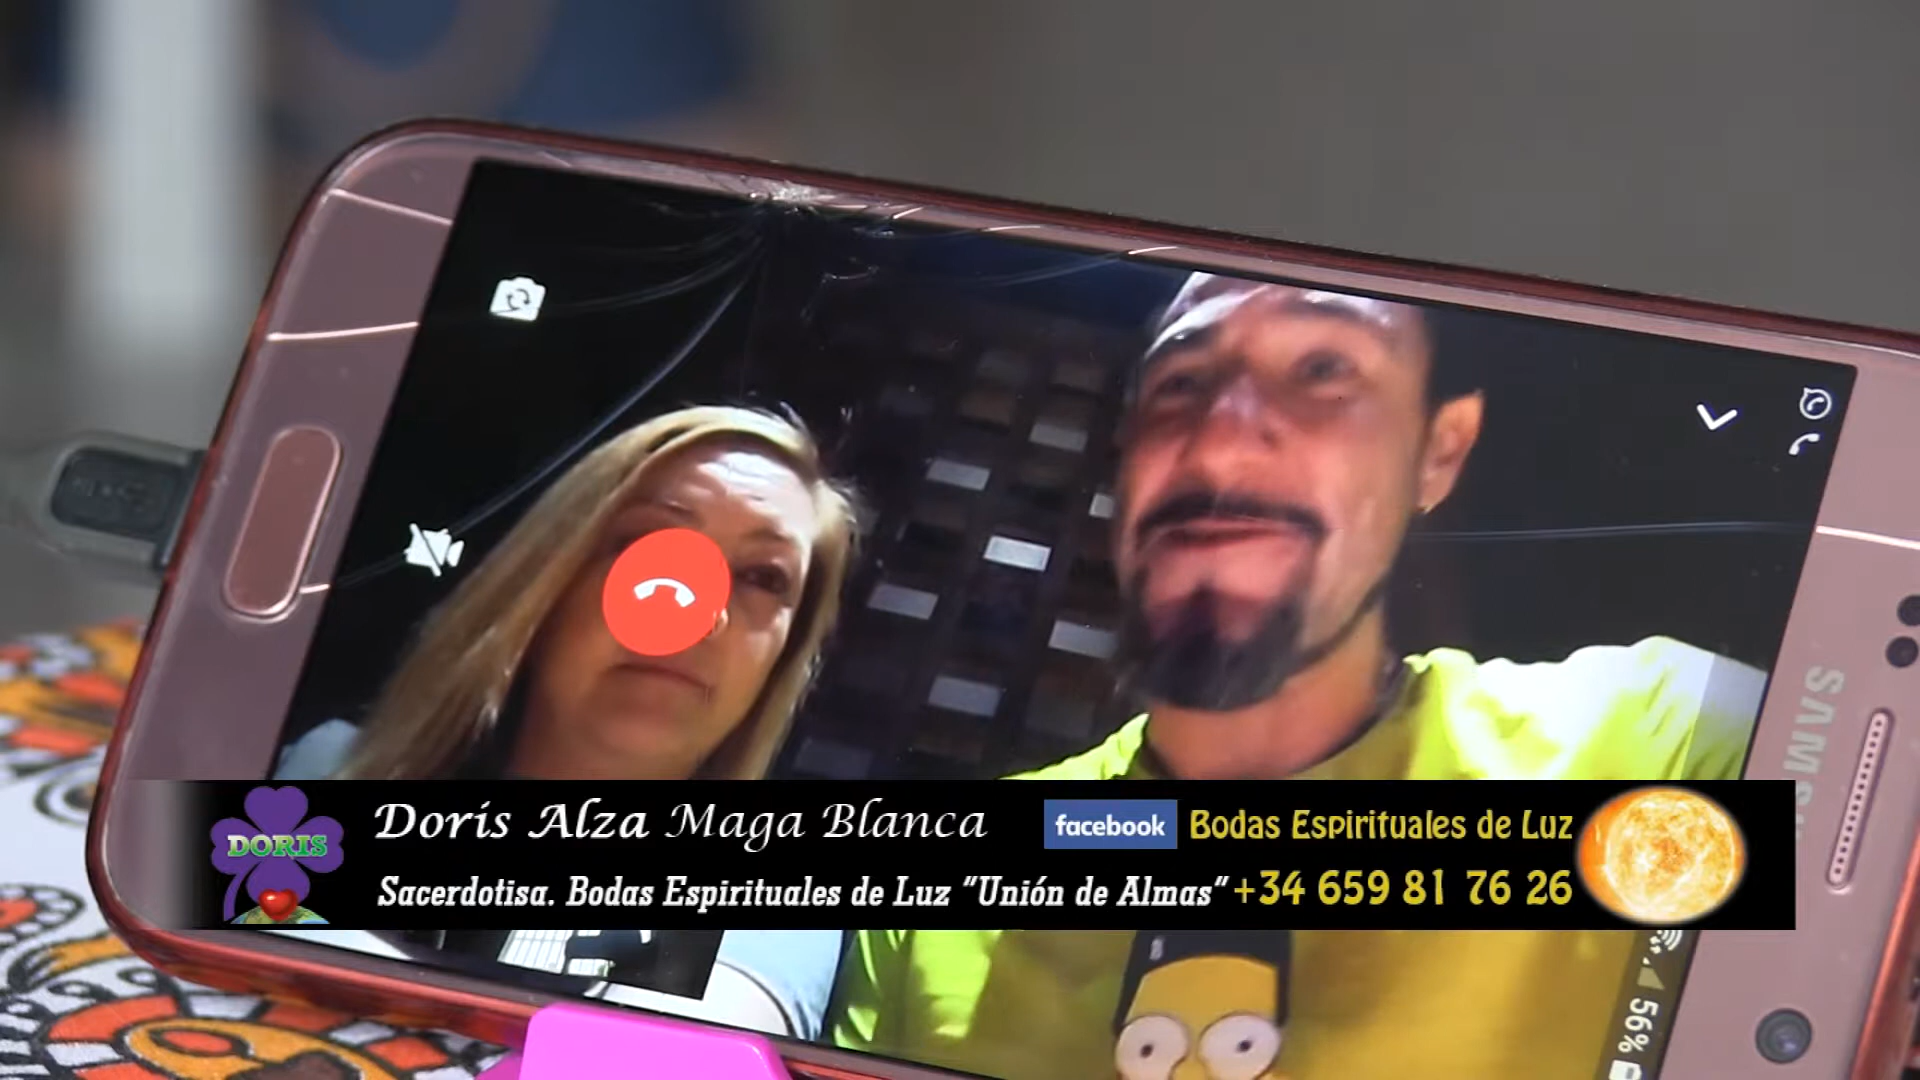 SAMSUNG
DORIS
Doris Alza Maga Blanca
facebook
Bodas Espirituales de Luz
Sacerdotisa. Bodas Espirituales de Luz "Unión de Almas"
+34 659 81 76 26
56%